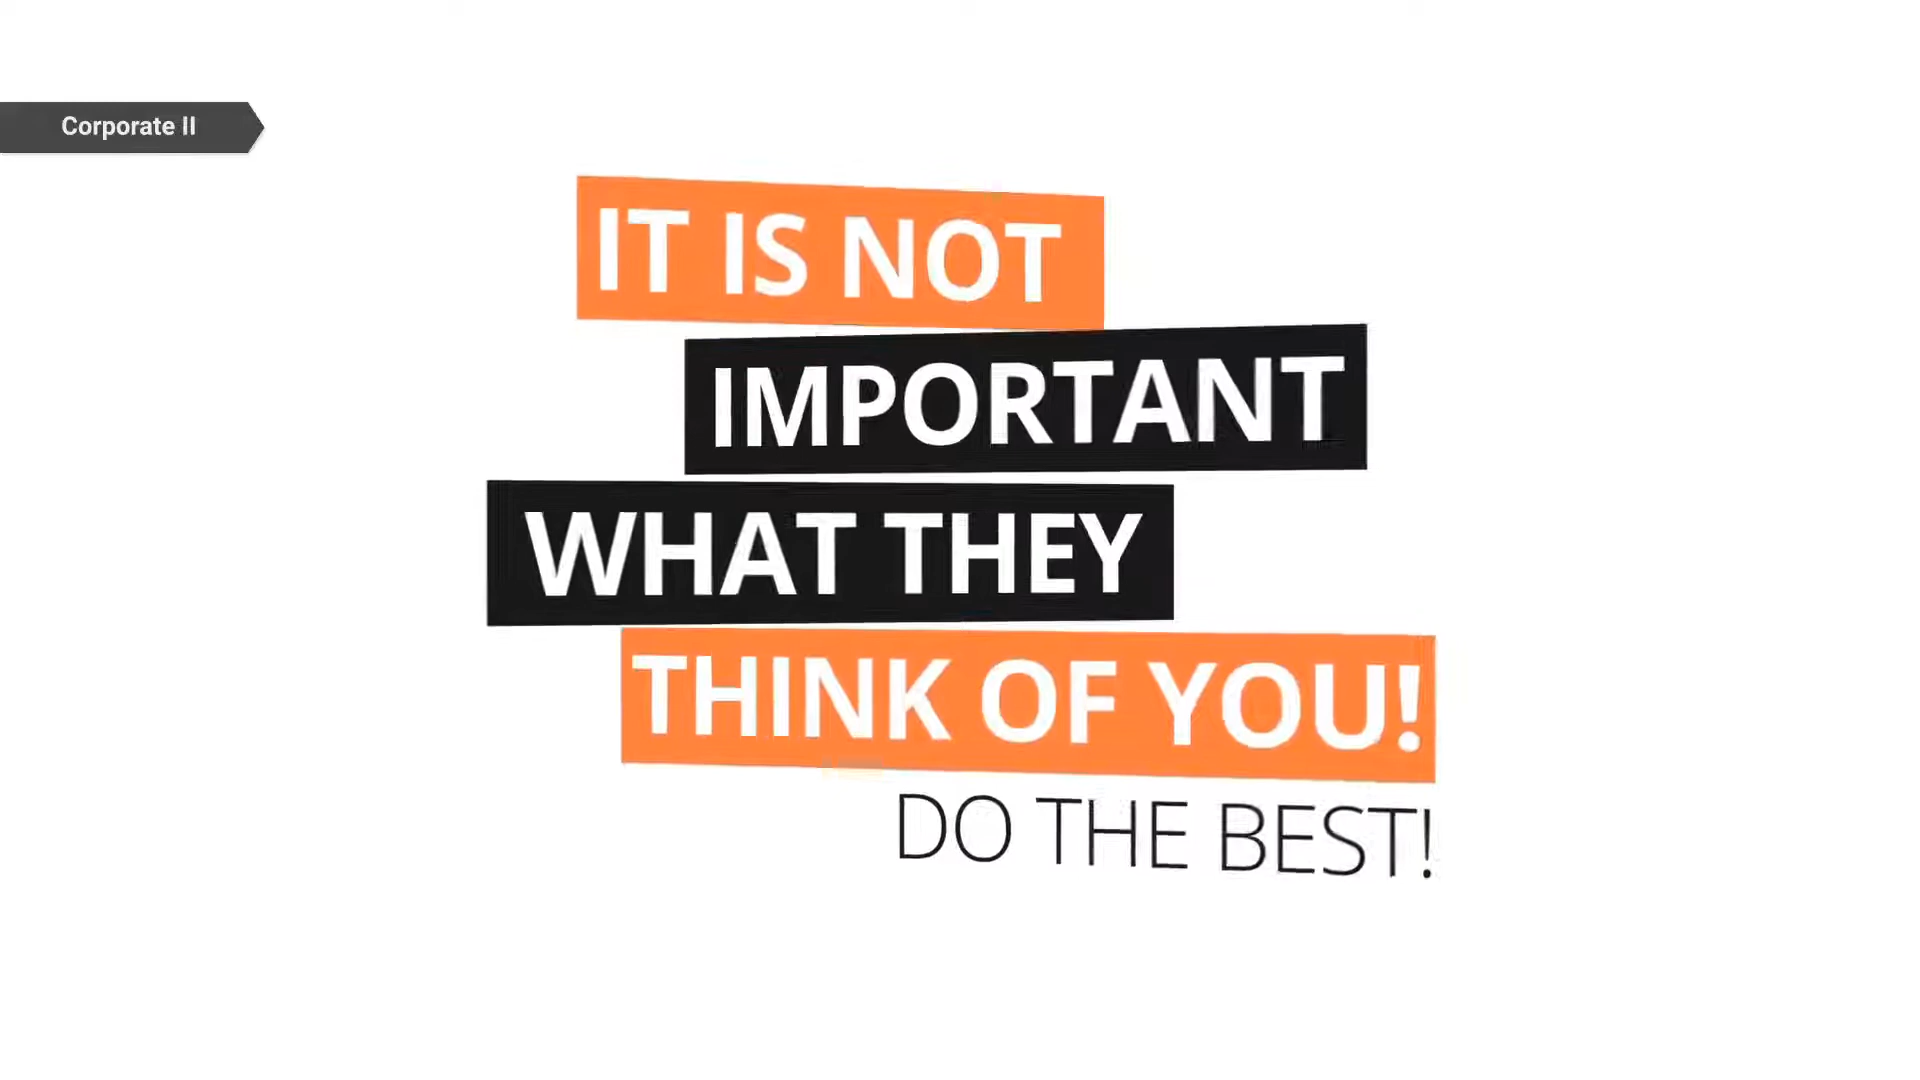 Corporate II
IT IS NOT
IMPORTANT
WHAT THEY
THINK OF YOU!
DO THE BEST!